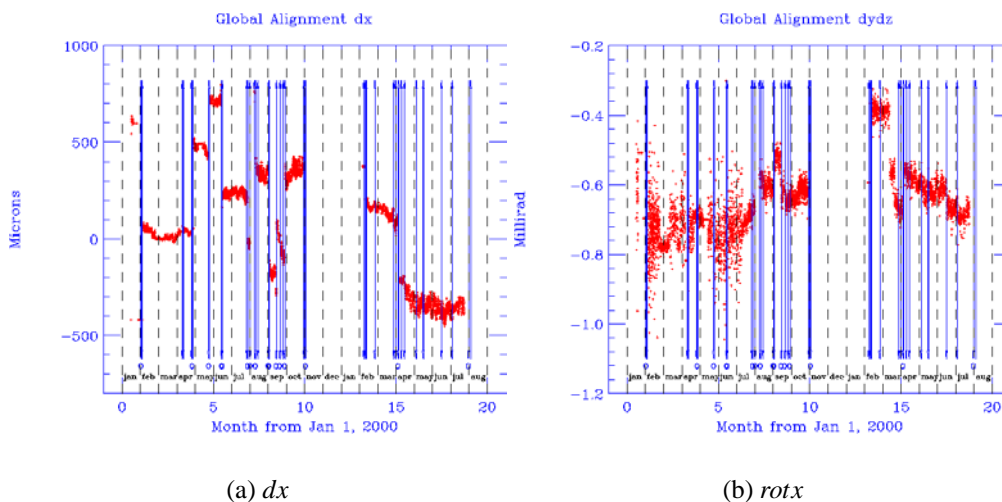 Global Alignment dx
1000
500
0
−500
Microns
jan feb mar apr may jun jul aug sep oct nov dec jan feb mar apr may jun jul aug
0 5 10 15 20
Month from Jan 1, 2000
(a) dx
Global Alignment dydz
−0.2
−0.4
−0.6
−0.8
−1.0
−1.2
Millirad
jan feb mar apr may jun jul aug sep oct nov dec jan feb mar apr may jun jul aug
0 5 10 15 20
Month from Jan 1, 2000
(b) rotx